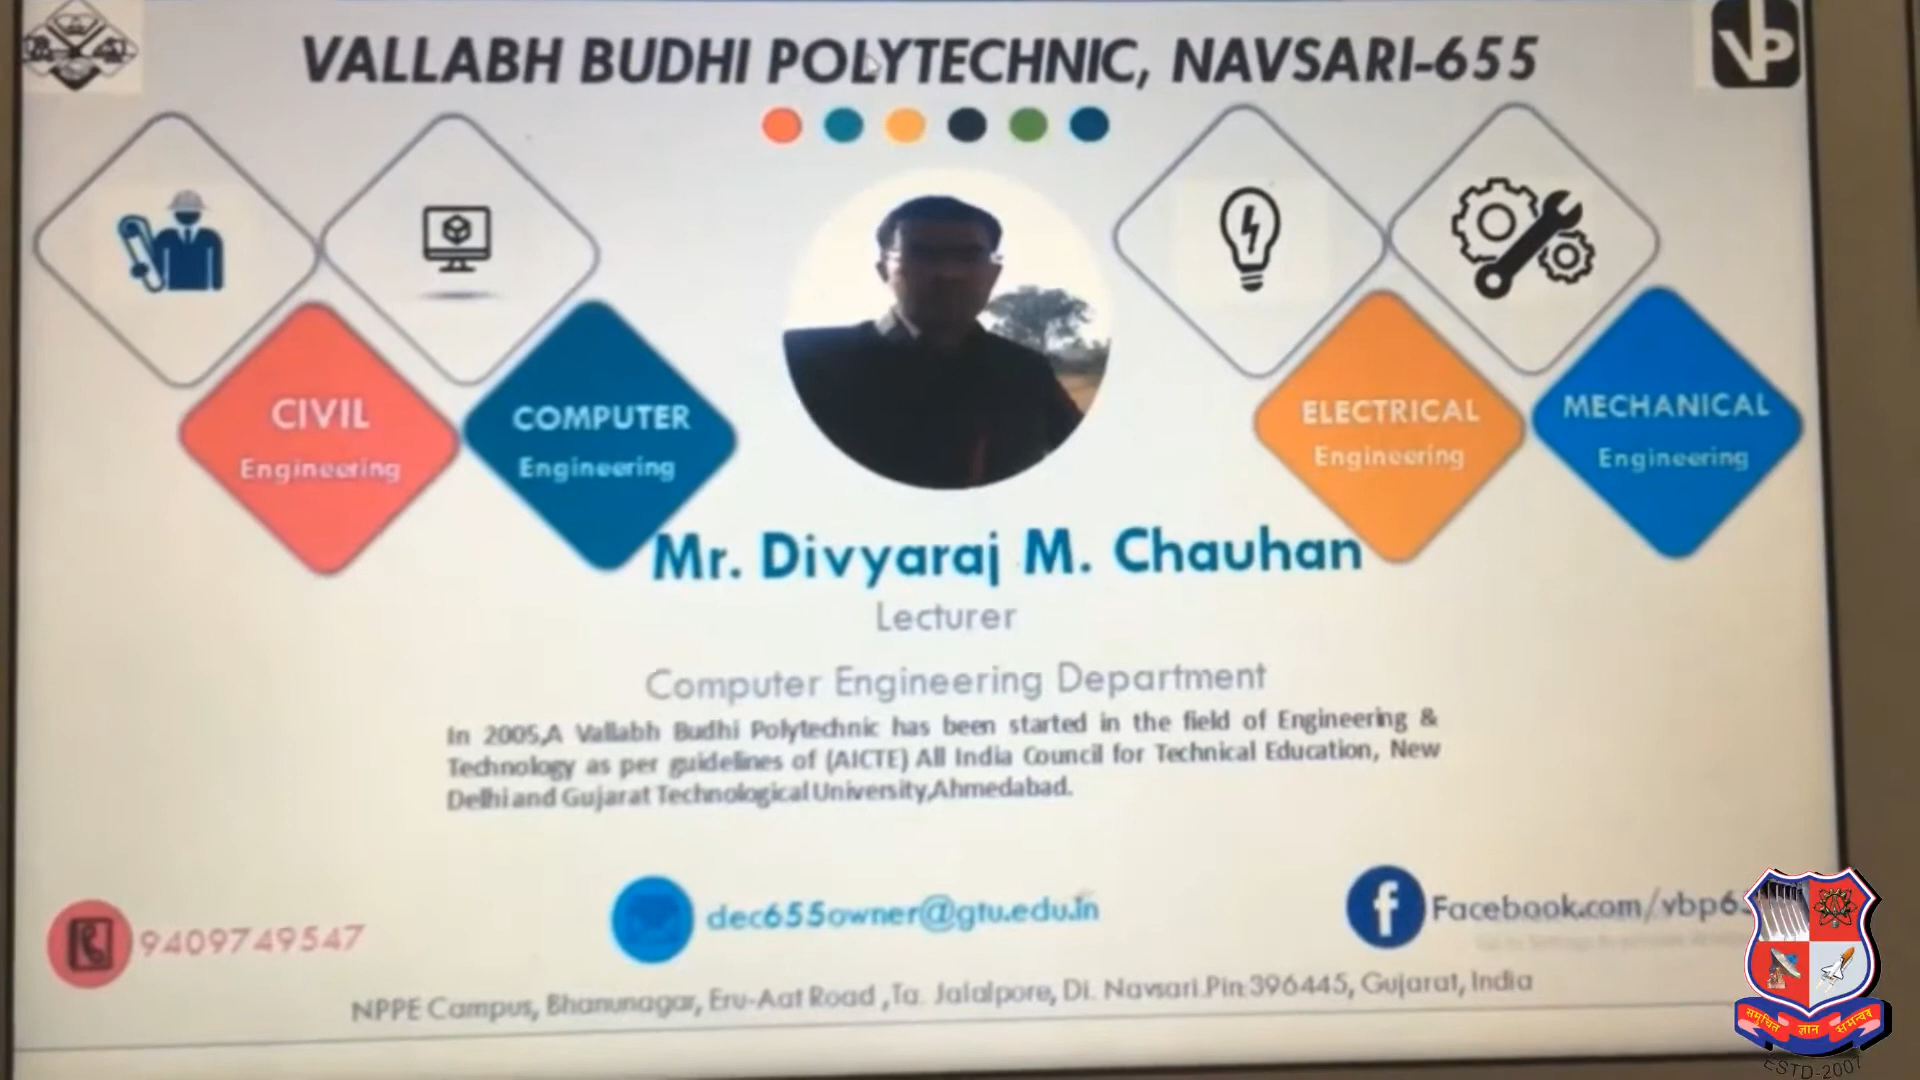 VALLABH BUDHI POLYTECHNIC, NAVSARI-655
VP
CIVIL
Engineering
COMPUTER
Engineering
ELECTRICAL
Engineering
MECHANICAL
Engineering
Mr. Divyaraj M. Chauhan
Lecturer
Computer Engineering Department
In 2005,A Vallabh Budhi Polytechnic has been started in the field of Engineering &
Technology as per guidelines of (AICTE) All India Council for Technical Education, New
Delhi and Gujarat Technological University,Ahmedabad.
9409749547
dec655owner@gtu.edu.in
Facebook.com/vbp6
NPPE Campus, Bhanunagar, Eru-Aat Road ,Ta. Jalalpore, Di. Navsari.Pin:396445, Gujarat, India
समुचित ज्ञान समन्वय
ESTD-2007